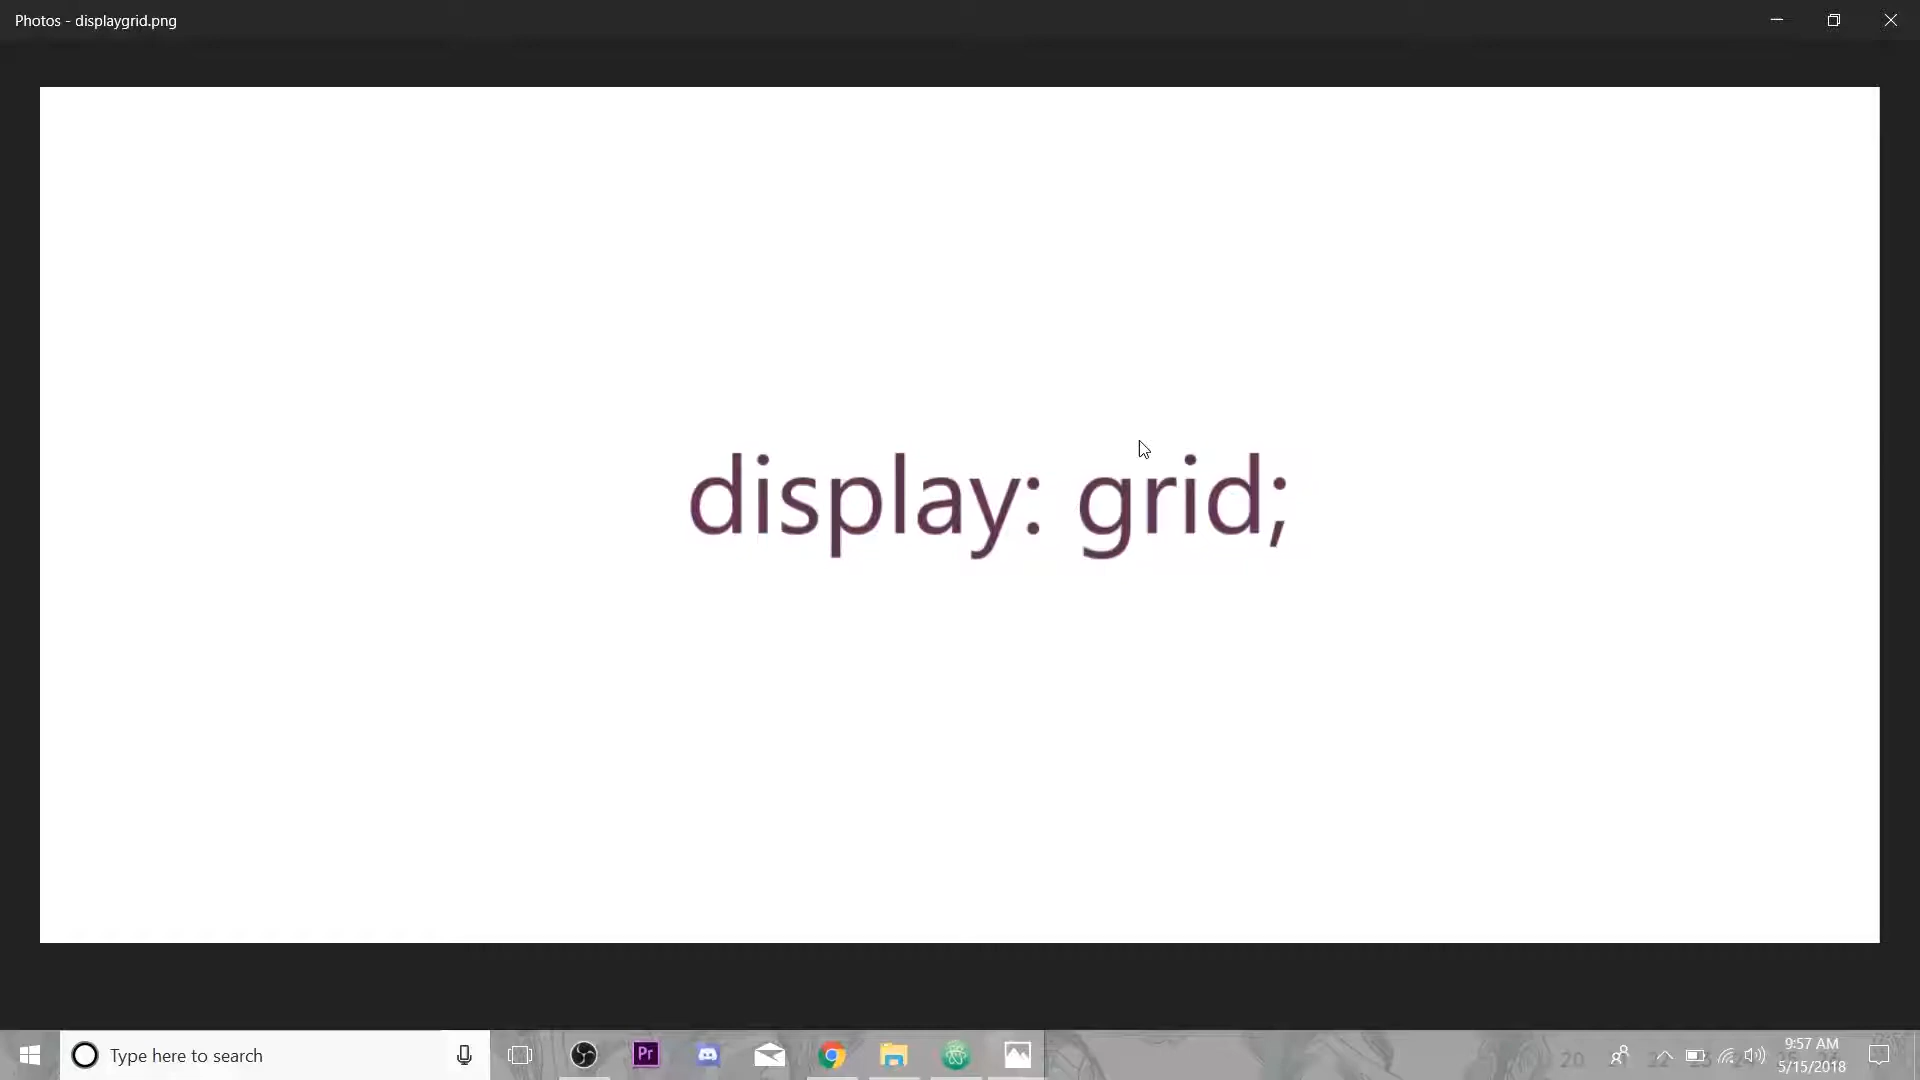 Photos - displaygrid.png
display: grid;
Type here to search
Pr
9:57 AM
5/15/2018